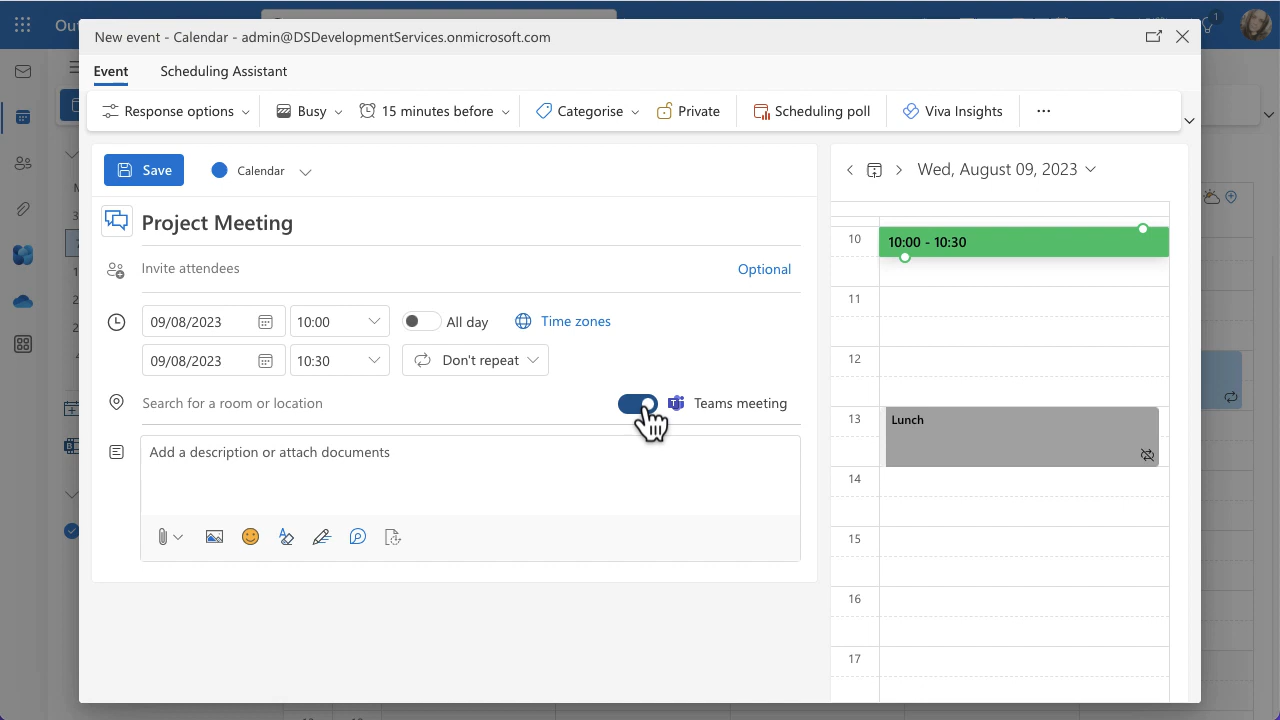 Out
1
New event - Calendar - admin@DSDevelopmentServices.onmicrosoft.com
Event
Scheduling Assistant
Response options
Busy
15 minutes before
Categorise
Private
Scheduling poll
Viva Insights
Save
Calendar
Wed, August 09, 2023
Project Meeting
10
10:00 - 10:30
Invite attendees
Optional
11
09/08/2023
10:00
All day
Time zones
09/08/2023
10:30
Don't repeat
12
Search for a room or location
Teams meeting
13
Lunch
Add a description or attach documents
14
15
16
17